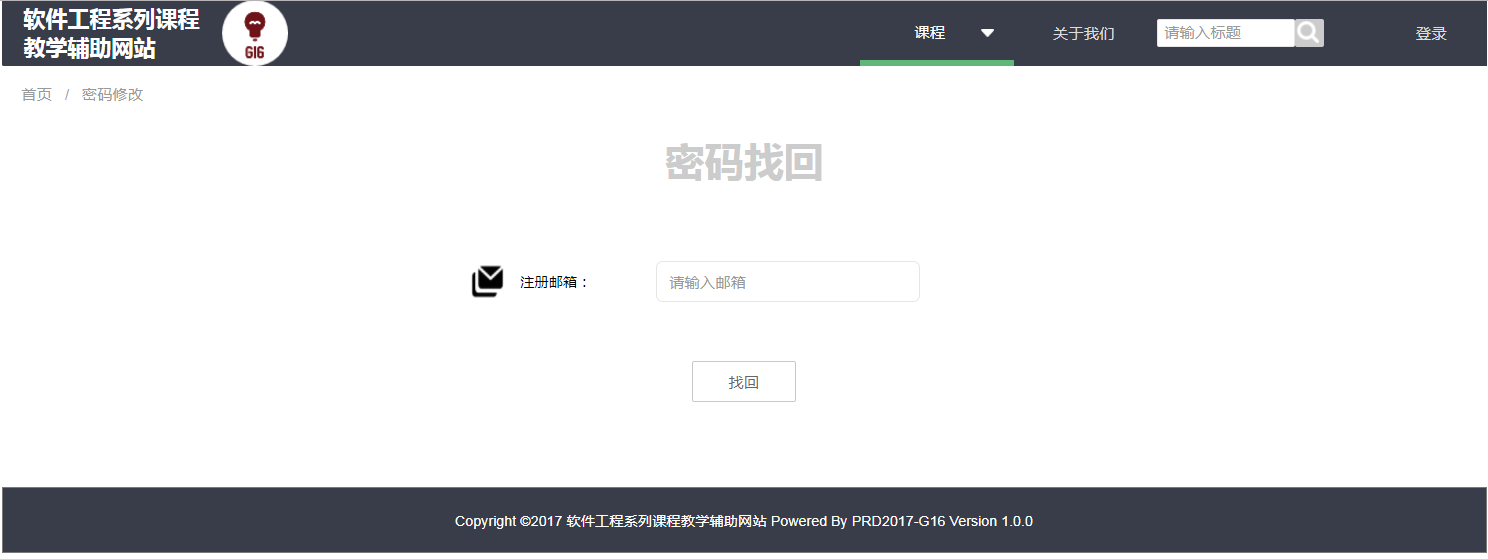 软件工程系列课程
教学辅助网站
G16
课程
关于我们
请输入标题
登录
首页 / 密码修改
密码找回
注册邮箱：
请输入邮箱
找回
Copyright ©2017 软件工程系列课程教学辅助网站 Powered By PRD2017-G16 Version 1.0.0